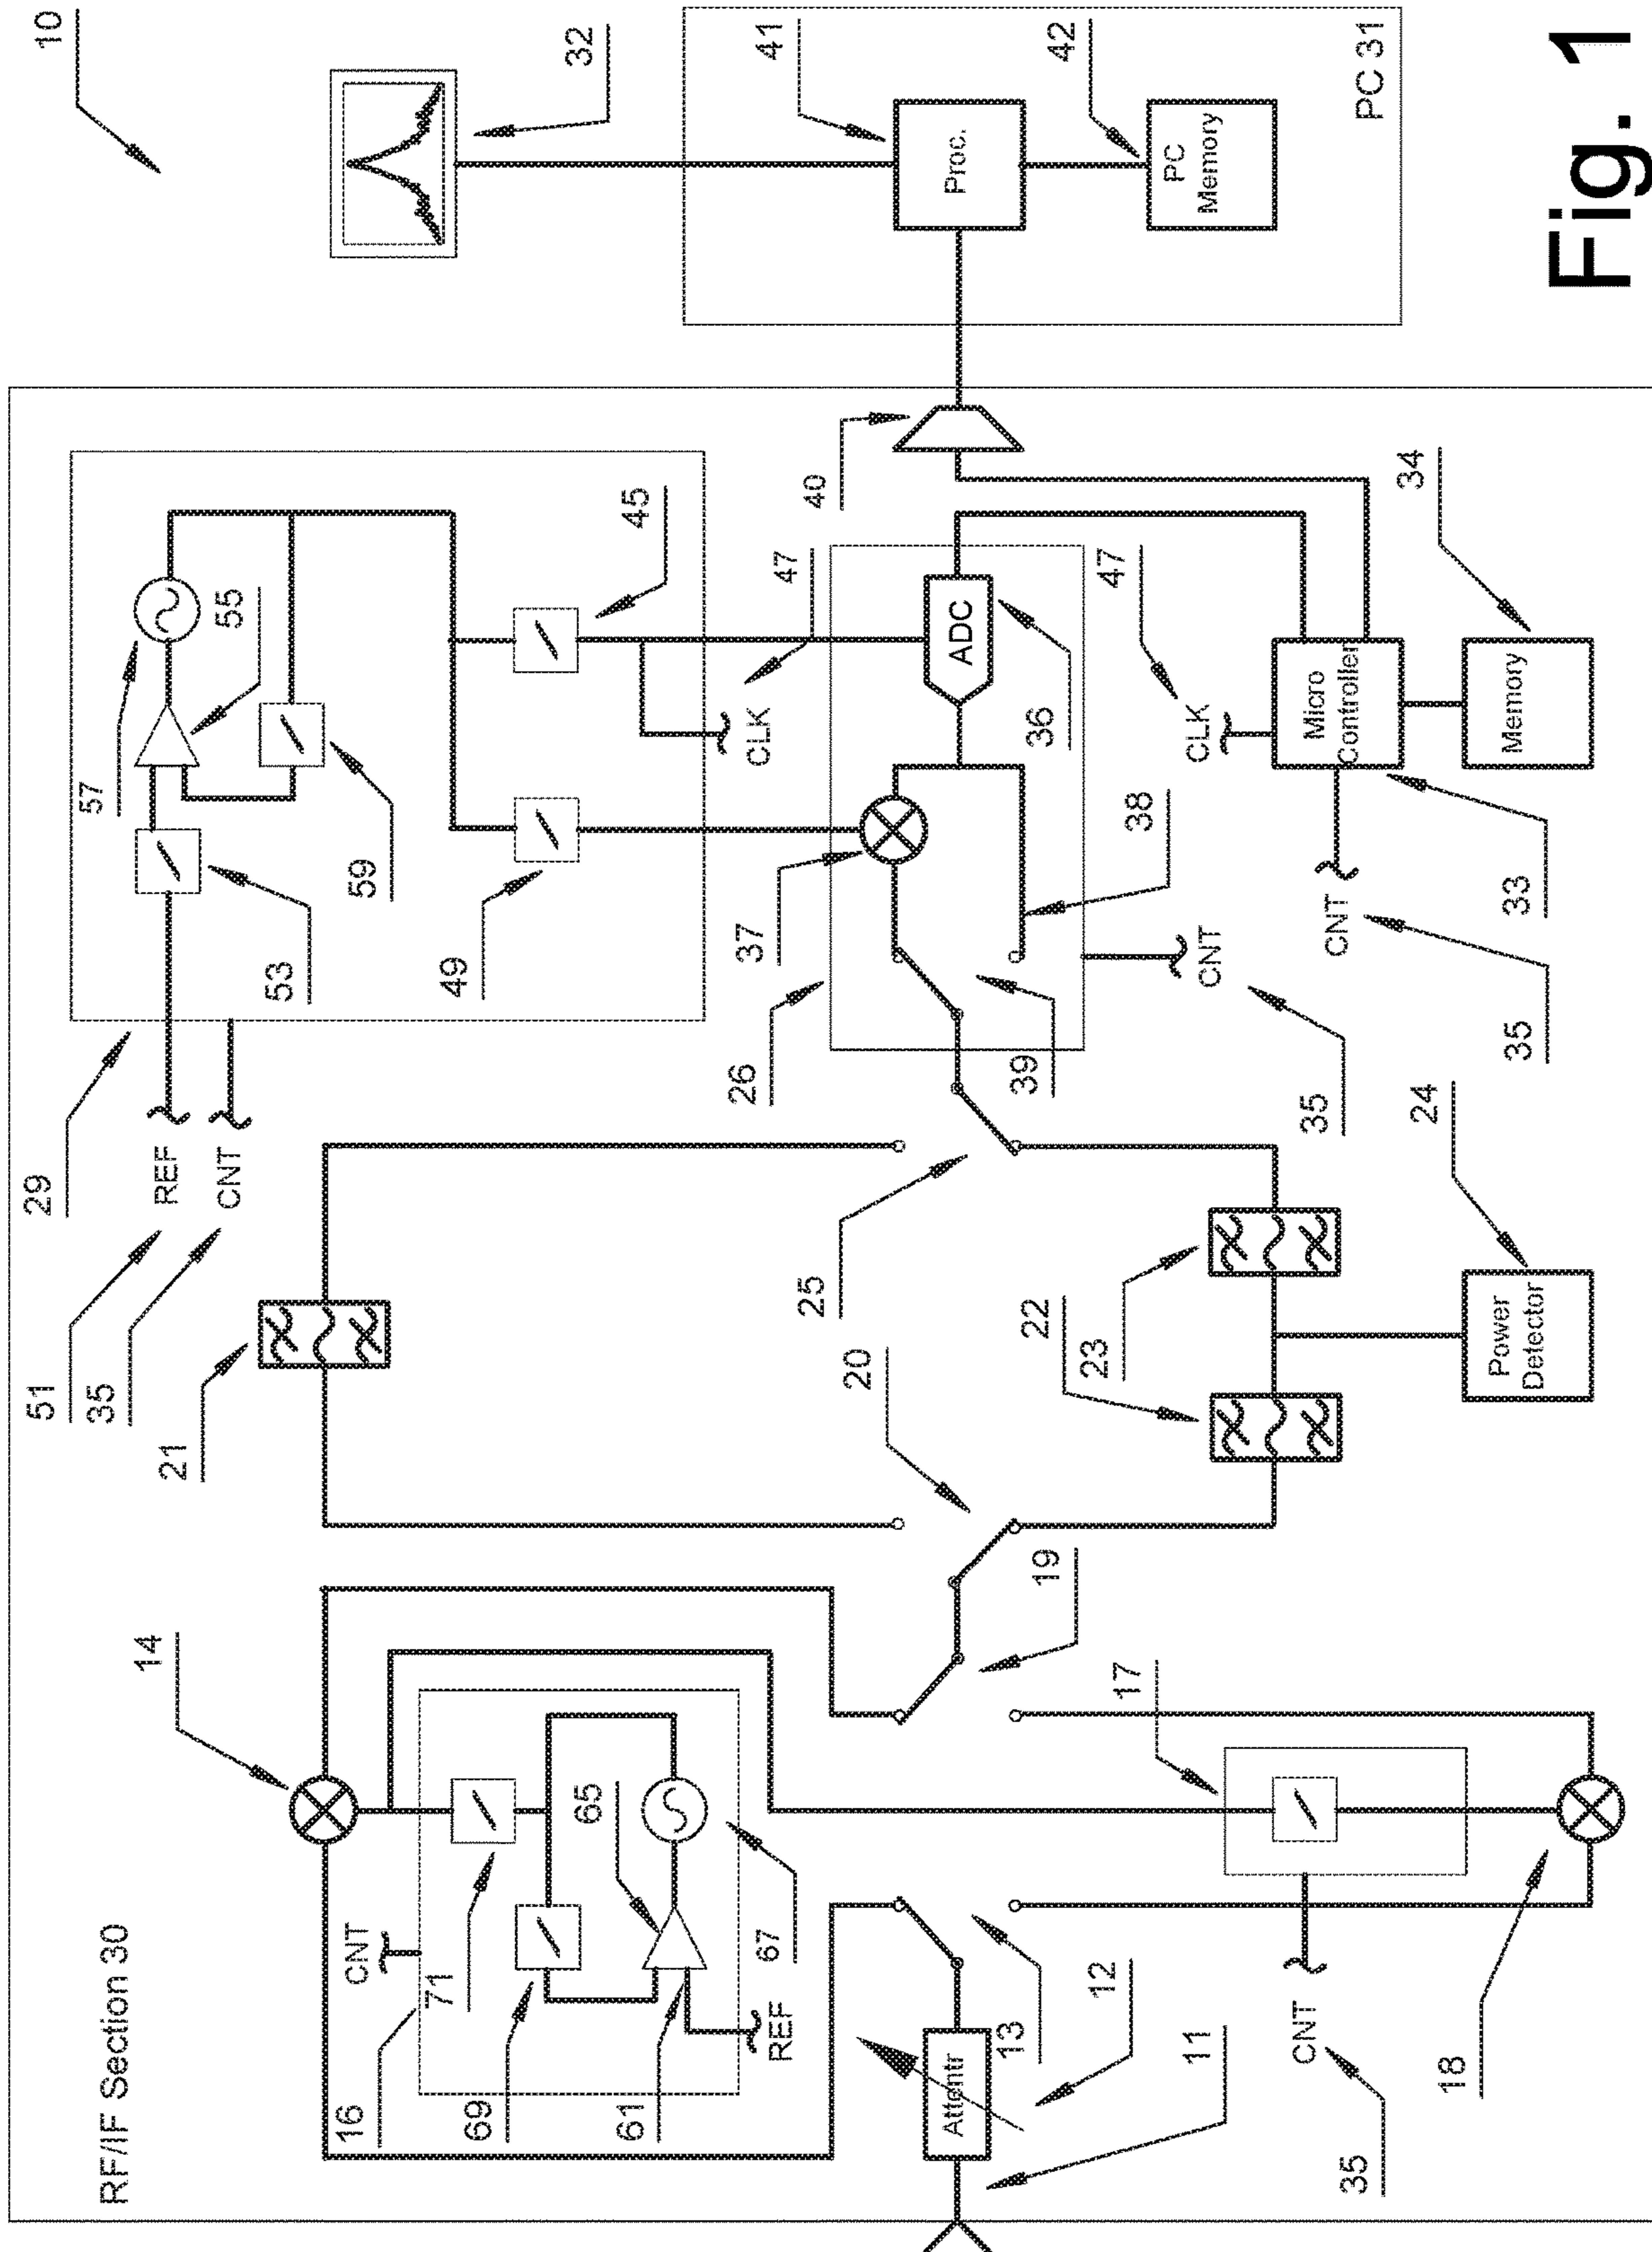 10
32
41
42
Proc.
PC
Memory
PC 31
Fig. 1
RF/IF Section 30
14
51
35
21
29
REF
CNT
57
55
53
59
49
45
47
CLK
40
16
CNT
71
69
61
65
67
REF
20
25
26
37
39
38
36
ADC
CNT
35
47
CLK
34
Micro
Controller
Memory
CNT
33
35
11
12
13
Attentr
19
17
22
23
24
Power
Detector
CNT
35
18